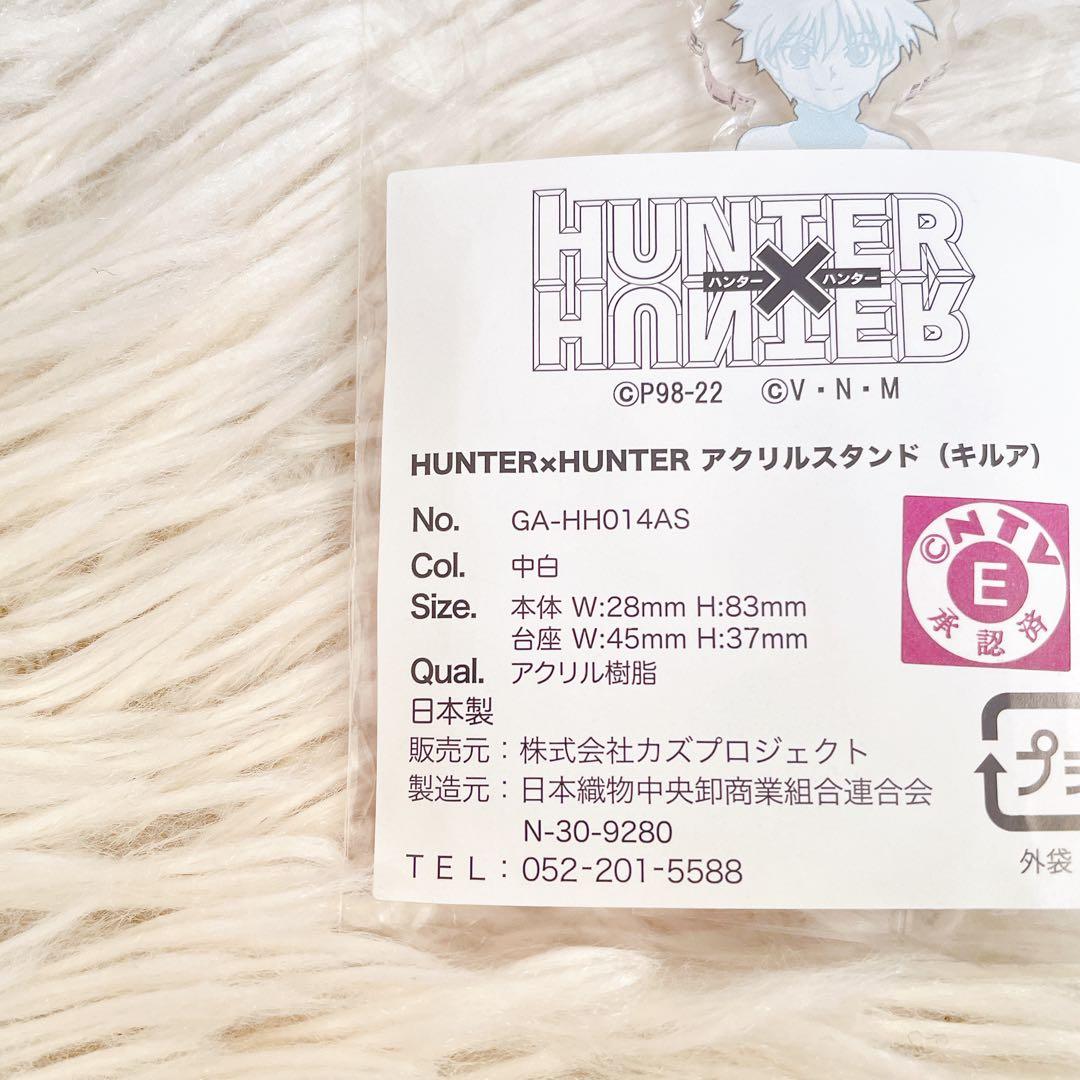 HUNTER
ハンター×ハンター
HUNTER
©P98-22 ©V・N・M
HUNTER×HUNTER アクリルスタンド（キルア）
No. GA-HH014AS
Col. 中白
Size. 本体 W:28mm H:83mm
台座 W:45mm H:37mm
Qual. アクリル樹脂
日本製
販売元：株式会社カズプロジェクト
製造元：日本織物中央卸商業組合連合会
N-30-9280
TEL：052-201-5588
©NTV
E
承認済
プ
外袋